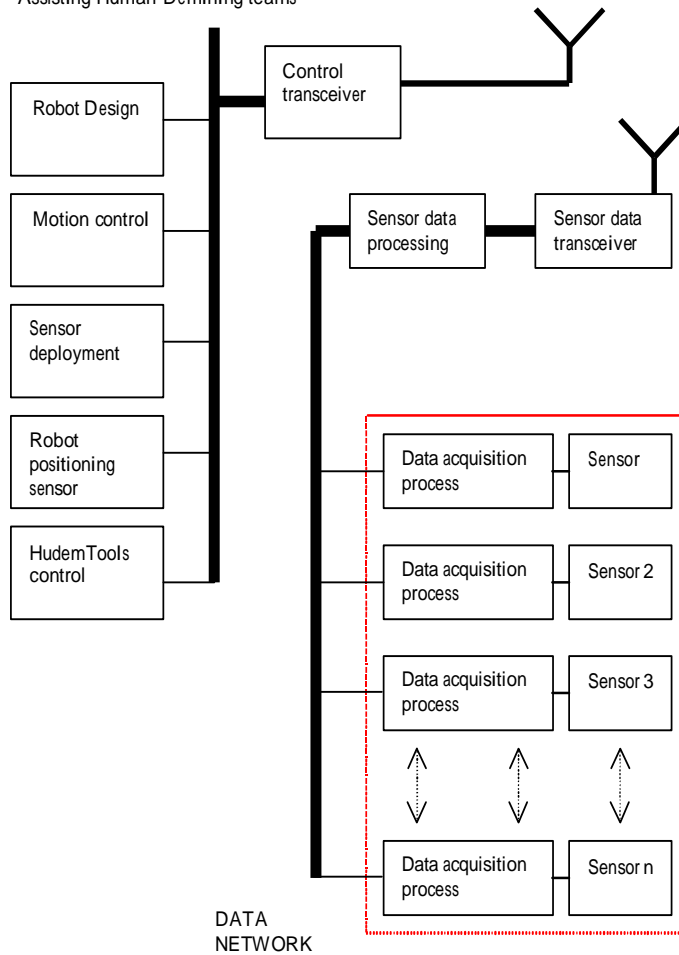 Assisting Human Demining teams
Control
transceiver
Robot Design
Motion control
Sensor
deployment
Robot
positioning
sensor
HudemTools
control
Sensor data
processing
Sensor data
transceiver
Data acquisition
process
Sensor
Data acquisition
process
Sensor 2
Data acquisition
process
Sensor 3
Data acquisition
process
Sensor n
DATA
NETWORK